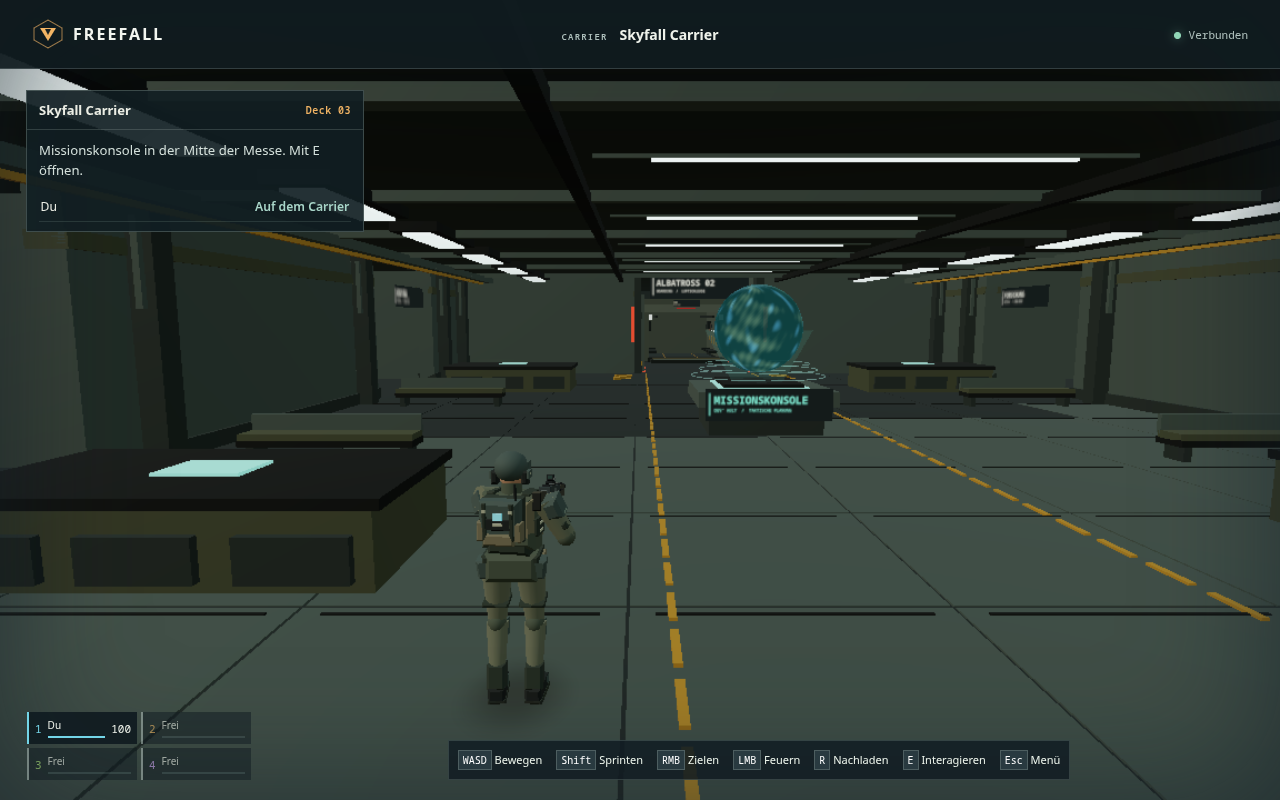 FREEFALL
CARRIER Skyfall Carrier
Verbunden
Skyfall Carrier
Deck 03
Missionskonsole in der Mitte der Messe. Mit E
öffnen.
Du
Auf dem Carrier
ALBATROSS 02
MISSIONSKONSOLE
1 Du 100
2 Frei
3 Frei
4 Frei
WASD Bewegen Shift Sprinten RMB Zielen LMB Feuern R Nachladen E Interagieren Esc Menü